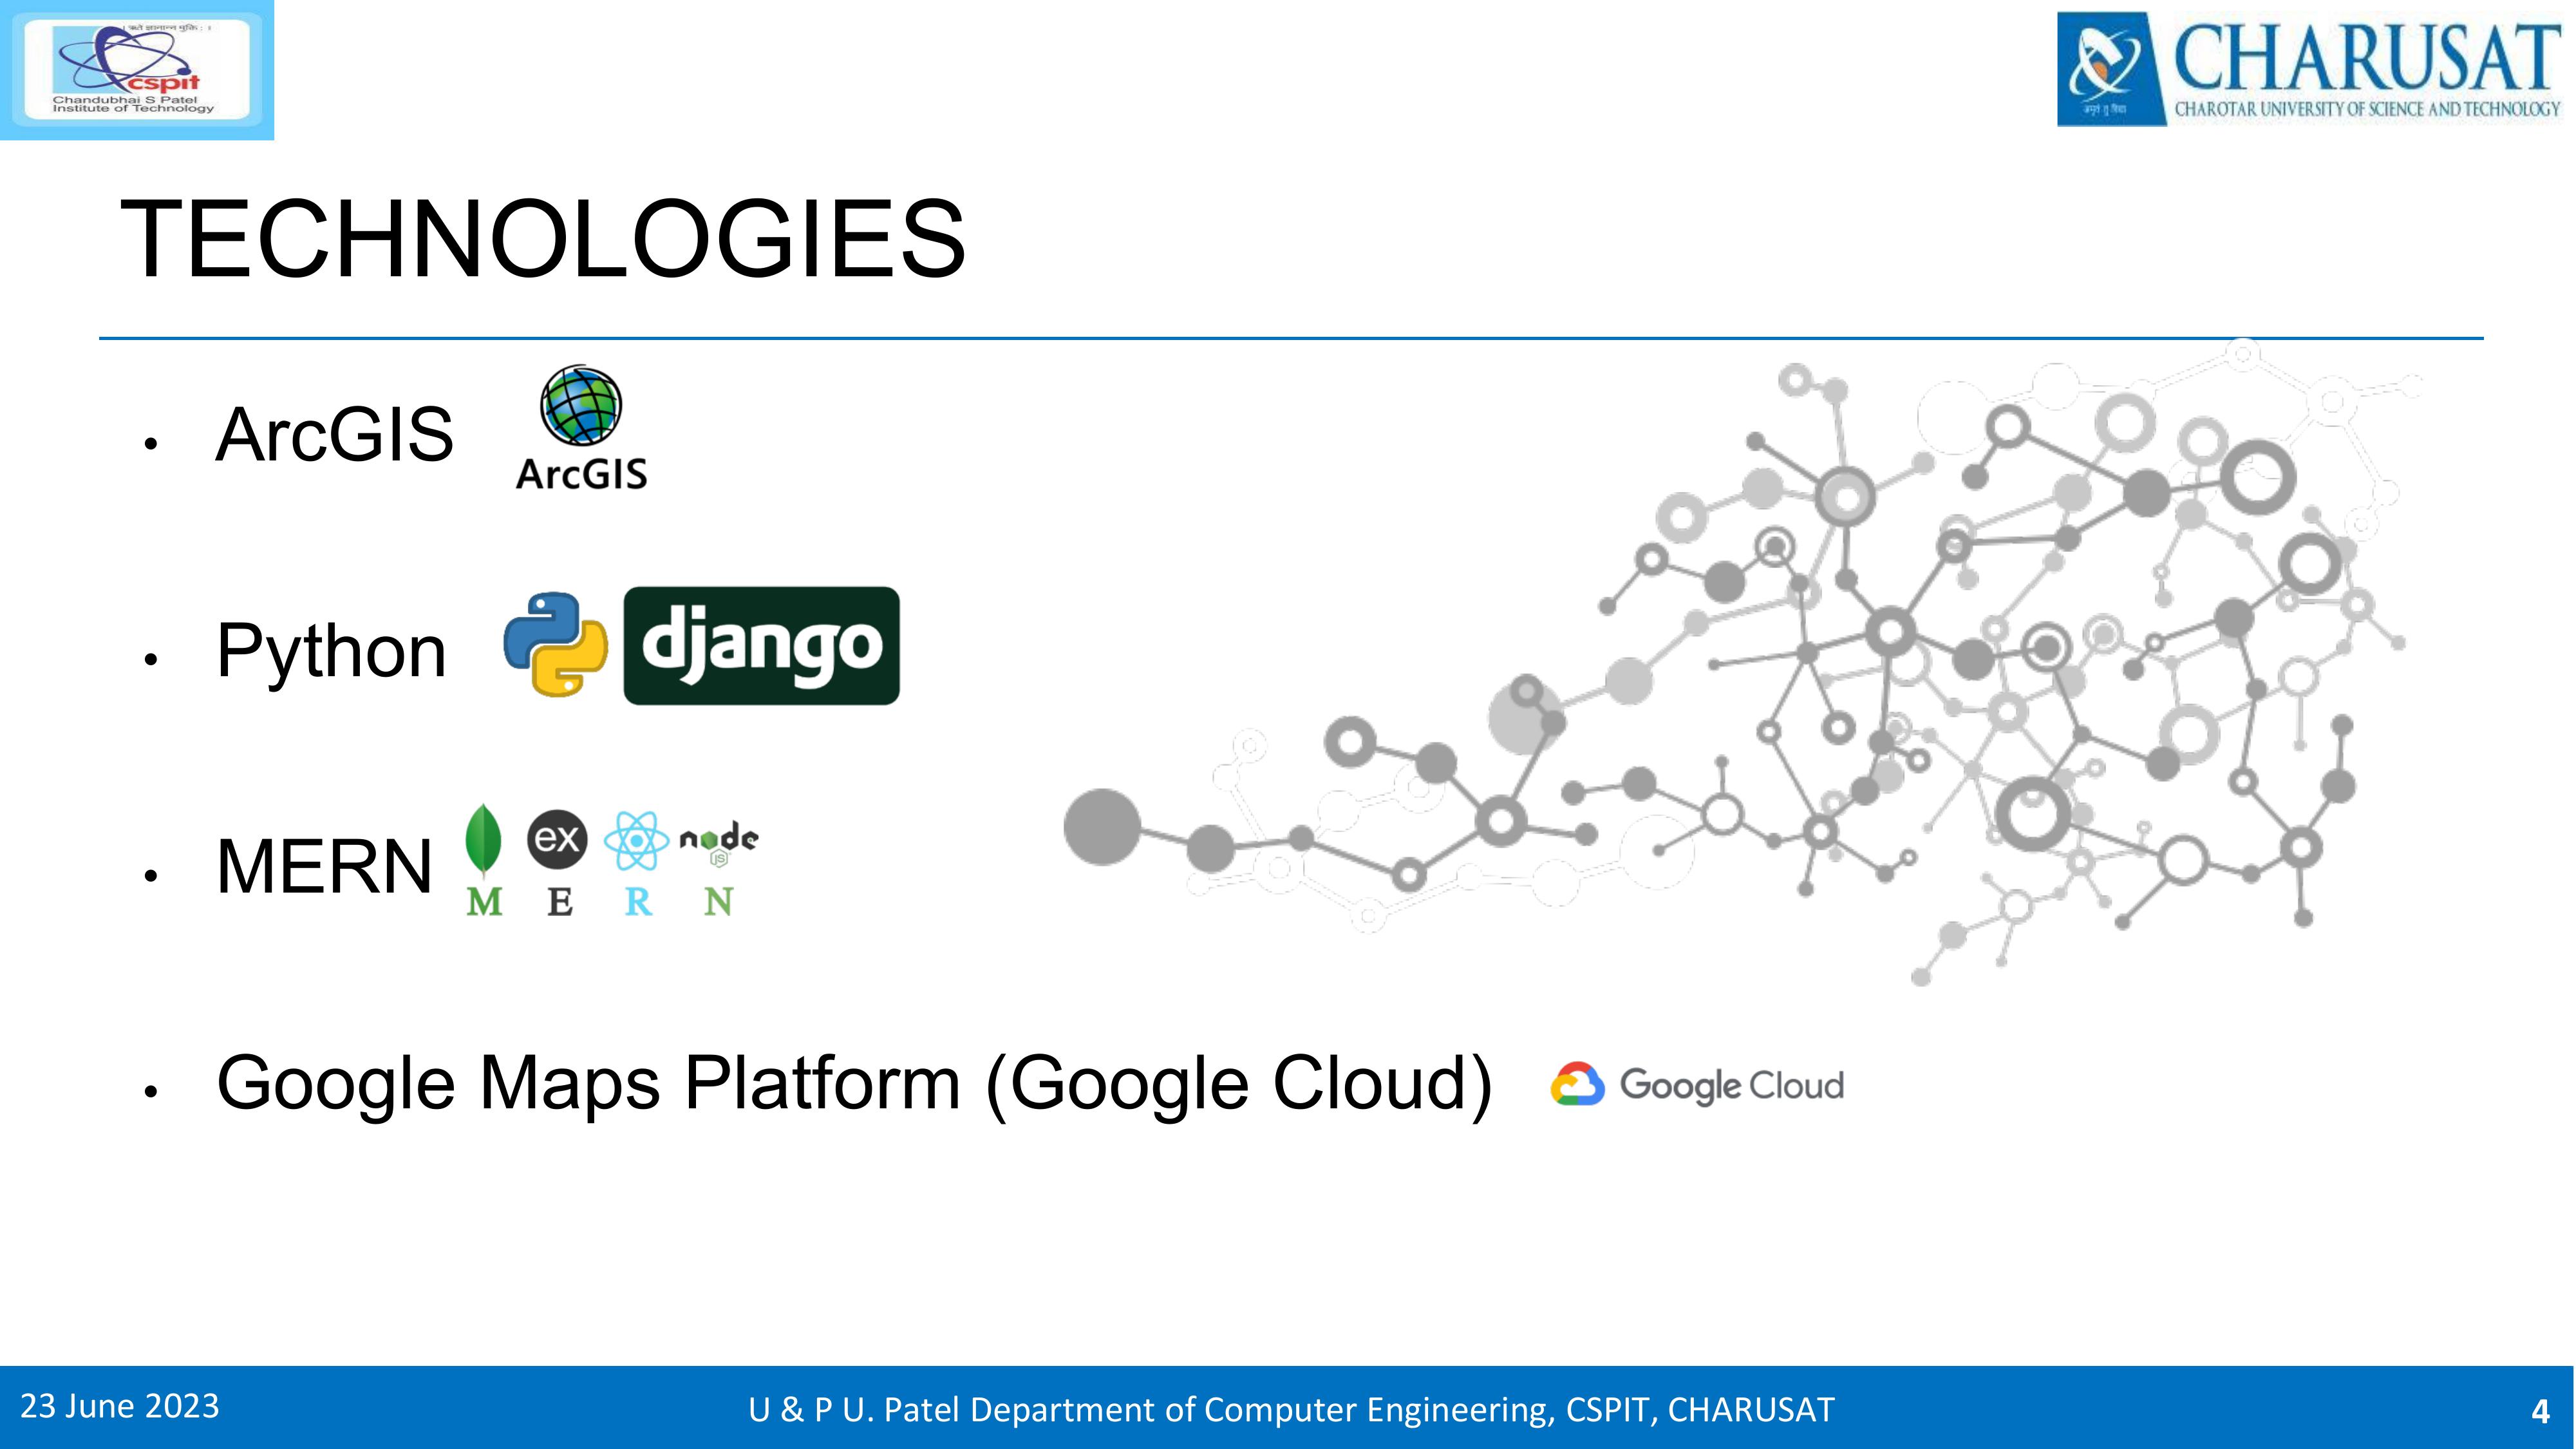 cspit
Chandubhai S Patel
Institute of Technology
CHARUSAT
CHAROTAR UNIVERSITY OF SCIENCE AND TECHNOLOGY
TECHNOLOGIES
• ArcGIS
ArcGIS
• Python
django
• MERN
ex
node
JS
M E R N
• Google Maps Platform (Google Cloud)
Google Cloud
23 June 2023
U & P U. Patel Department of Computer Engineering, CSPIT, CHARUSAT
4